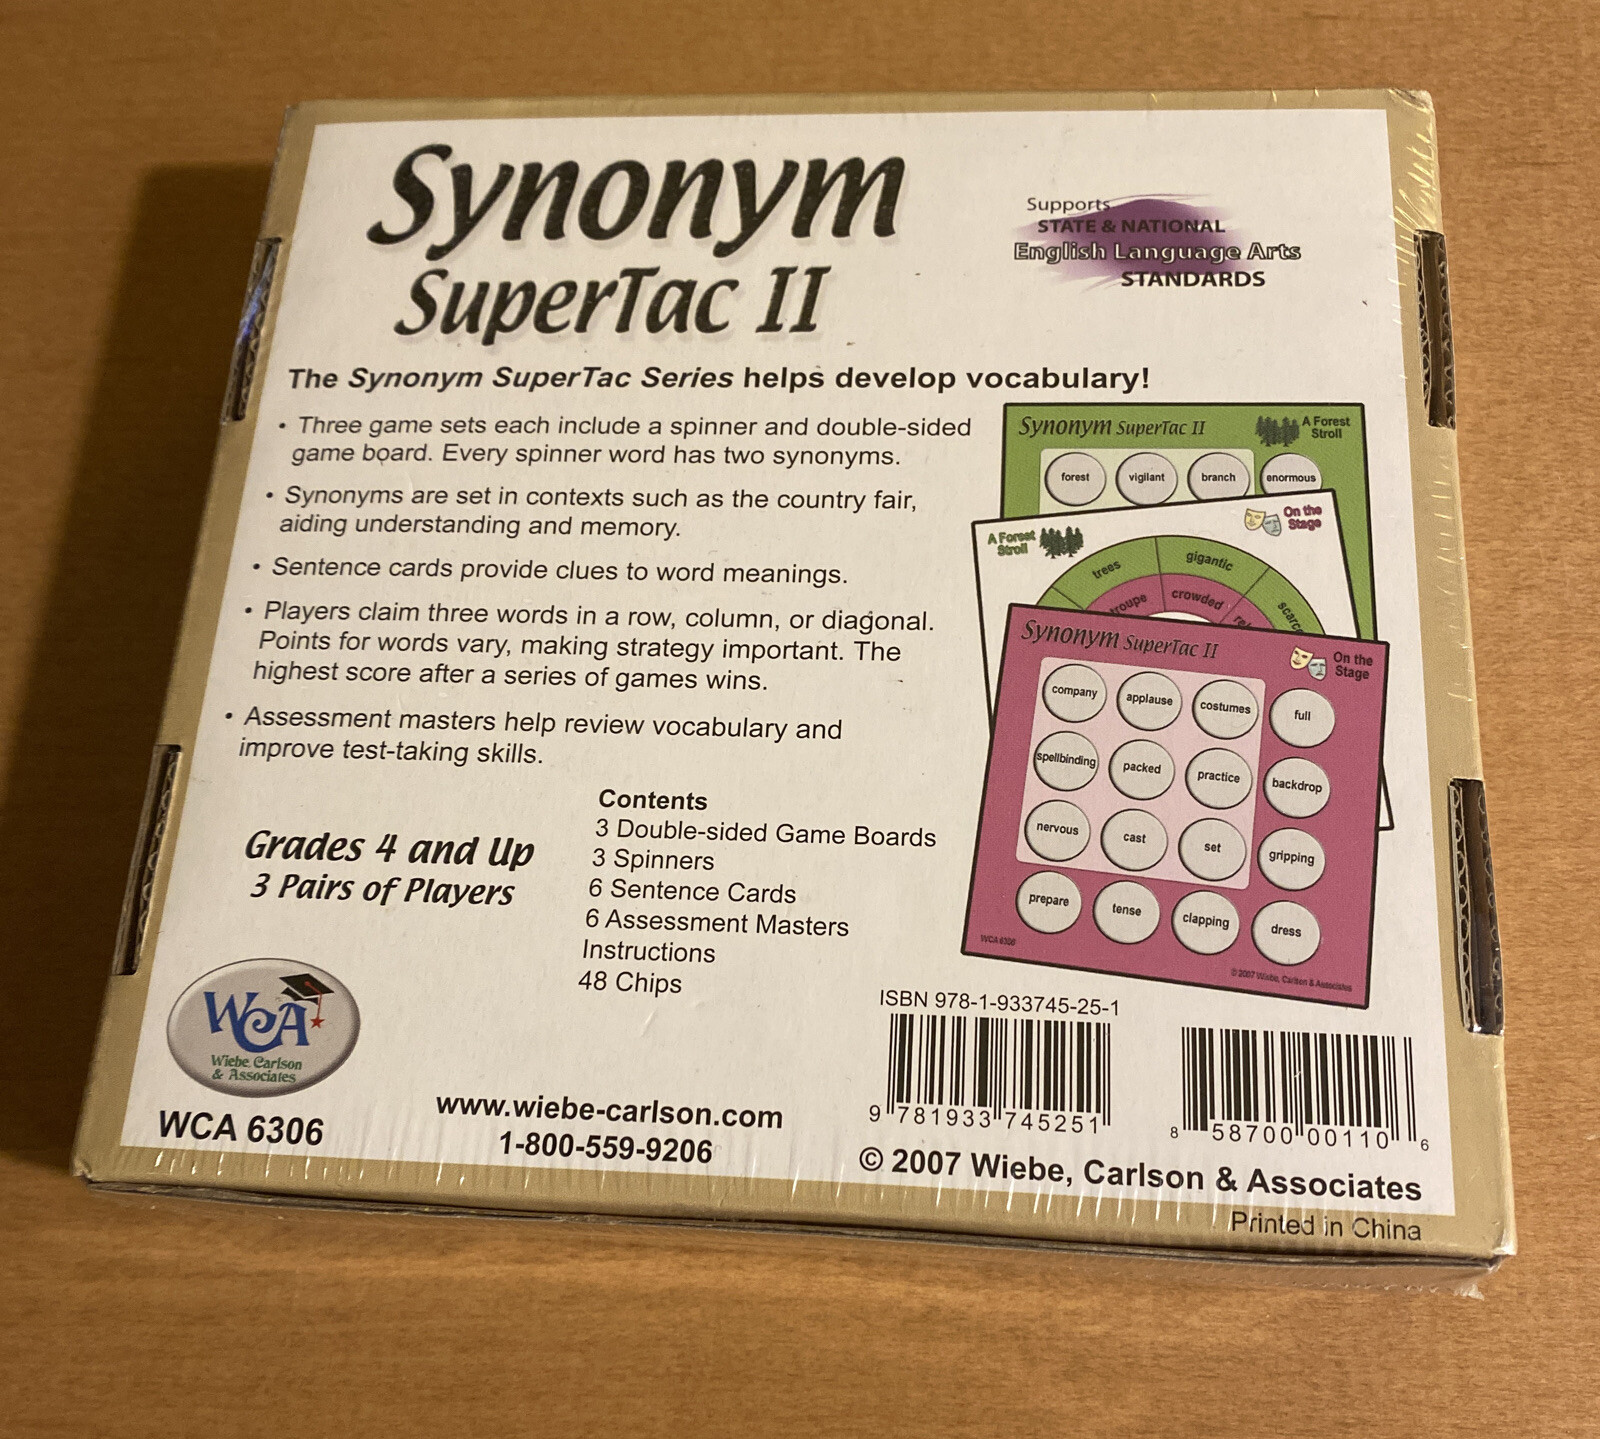 Synonym
SuperTac II
Supports
STATE & NATIONAL
English Language Arts
STANDARDS
The Synonym SuperTac Series helps develop vocabulary!
• Three game sets each include a spinner and double-sided
game board. Every spinner word has two synonyms.
• Synonyms are set in contexts such as the country fair,
aiding understanding and memory.
• Sentence cards provide clues to word meanings.
• Players claim three words in a row, column, or diagonal.
Points for words vary, making strategy important. The
highest score after a series of games wins.
• Assessment masters help review vocabulary and
improve test-taking skills.
Grades 4 and Up
3 Pairs of Players
Contents
3 Double-sided Game Boards
3 Spinners
6 Sentence Cards
6 Assessment Masters
Instructions
48 Chips
Synonym SuperTac II
A Forest
Stroll
forest vigilant branch enormous
A Forest
Stroll
On the
Stage
trees gigantic
troupe crowded
Synonym SuperTac II
On the
Stage
company applause costumes full
spellbinding packed practice backdrop
nervous cast set gripping
prepare tense clapping dress
WCA 6306
© 2007 Wiebe, Carlson & Associates
WCA
Wiebe, Carlson
& Associates
WCA 6306
www.wiebe-carlson.com
1-800-559-9206
ISBN 978-1-933745-25-1
9 781933 745251
8 58700 00110 6
© 2007 Wiebe, Carlson & Associates
Printed in China